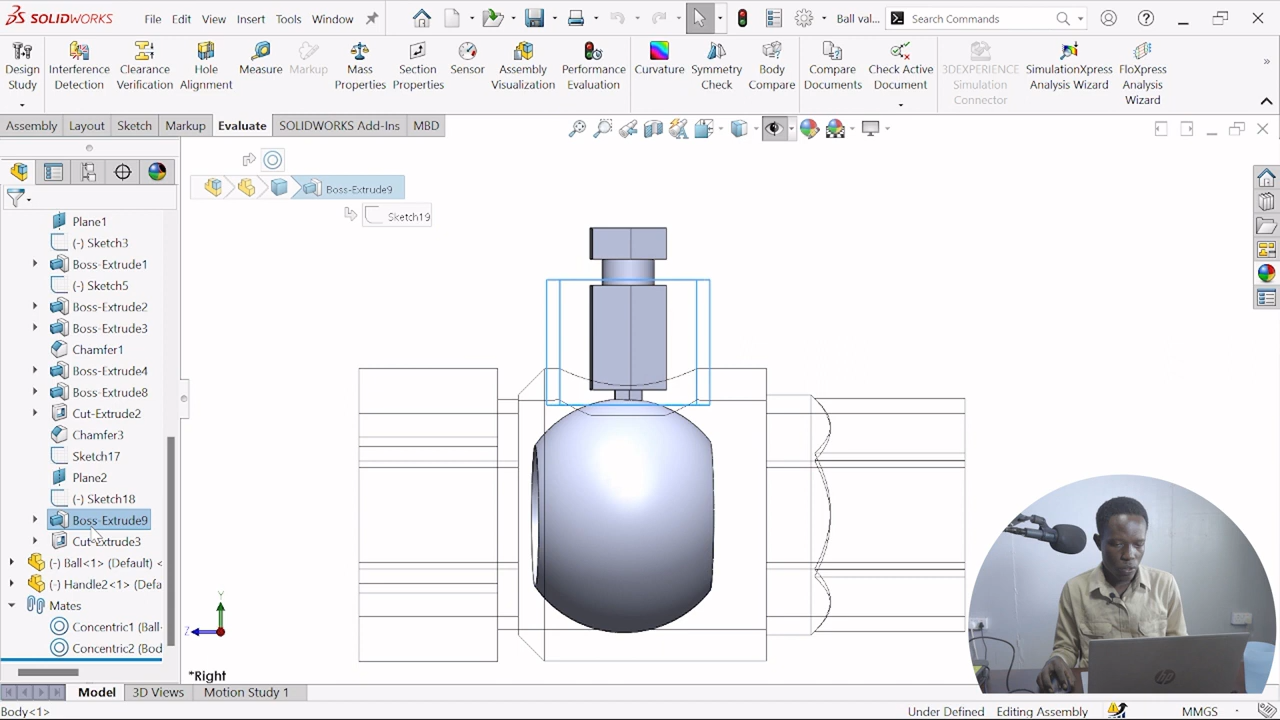 SOLIDWORKS File Edit View Insert Tools Window Ball val... Search Commands
Design Study
Interference Detection
Clearance Verification
Hole Alignment
Measure
Markup
Mass Properties
Section Properties
Sensor
Assembly Visualization
Performance Evaluation
Curvature
Symmetry Check
Body Compare
Compare Documents
Check Active Document
3DEXPERIENCE Simulation Connector
SimulationXpress Analysis Wizard
FloXpress Analysis Wizard
Assembly Layout Sketch Markup Evaluate SOLIDWORKS Add-Ins MBD
Boss-Extrude9
Sketch19
Plane1
(-) Sketch3
Boss-Extrude1
(-) Sketch5
Boss-Extrude2
Boss-Extrude3
Chamfer1
Boss-Extrude4
Boss-Extrude8
Cut-Extrude2
Chamfer3
Sketch17
Plane2
(-) Sketch18
Boss-Extrude9
Cut-Extrude3
(-) Ball<1> (Default) <
(-) Handle2<1> (Defa
Mates
Concentric1 (Ball-
Concentric2 (Bod
Y
Z
*Right
Model 3D Views Motion Study 1
Body<1> Under Defined Editing Assembly MMGS
hp